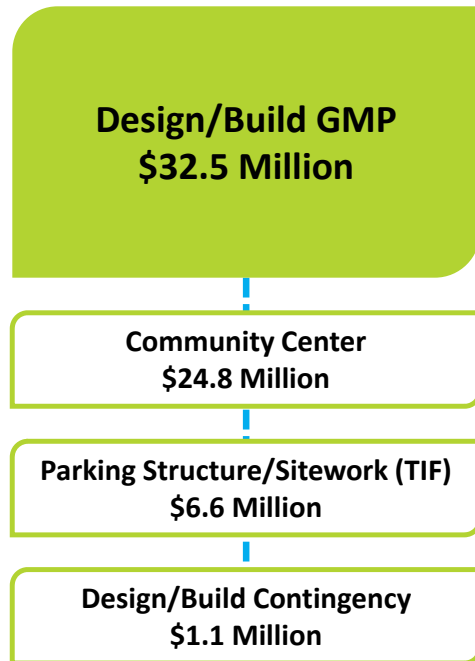 Design/Build GMP
$32.5 Million
Community Center
$24.8 Million
Parking Structure/Sitework (TIF)
$6.6 Million
Design/Build Contingency
$1.1 Million